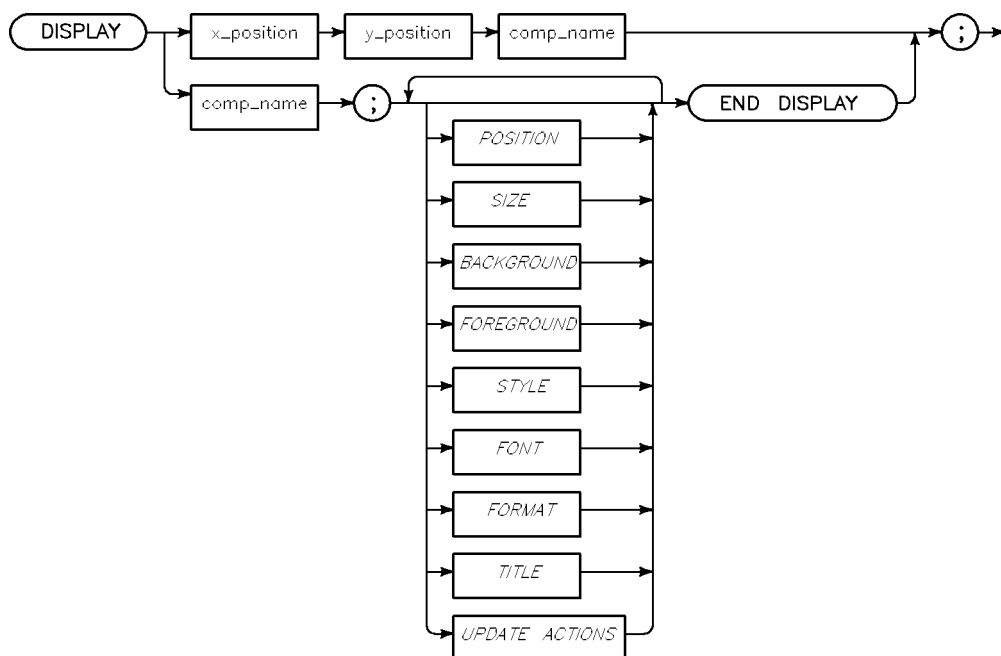 DISPLAY x_position y_position comp_name ;
comp_name ; END DISPLAY
POSITION
SIZE
BACKGROUND
FOREGROUND
STYLE
FONT
FORMAT
TITLE
UPDATE ACTIONS